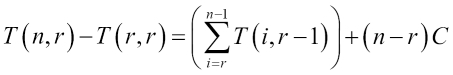 T(n,r)−T(r,r)=(∑_{i=r}^{n−1} T(i,r−1))+(n−r)C